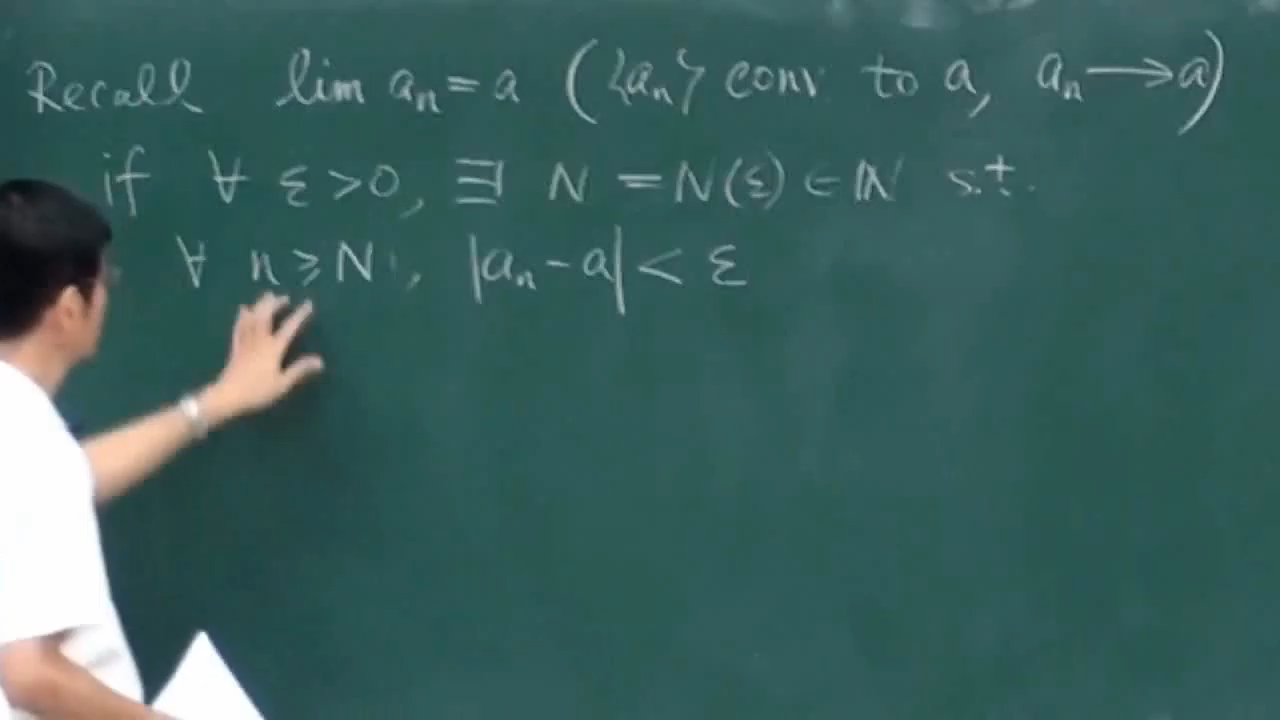 Recall lim aₙ = a ({aₙ} conv. to a, aₙ ⟶ a)
if ∀ ε > 0, ∃ N = N(ε) ∈ ℕ s.t.
∀ n ⩾ N, |aₙ - a| < ε